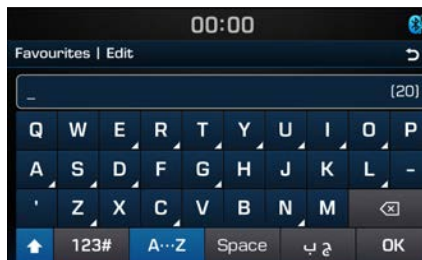 00:00
Favourites | Edit
_ (20)
Q W E R T Y U I O P
A S D F G H J K L -
' Z X C V B N M
123# A···Z Space ج ب OK